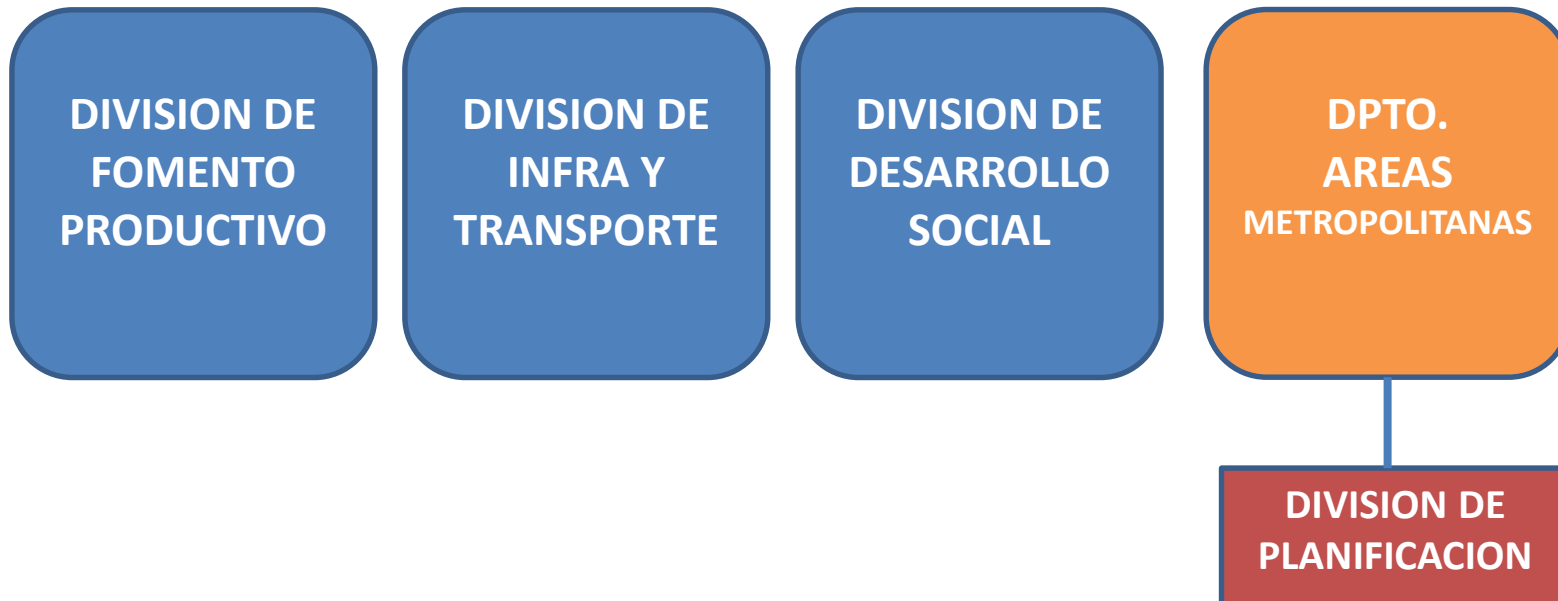 DIVISION DE
FOMENTO
PRODUCTIVO
DIVISION DE
INFRA Y
TRANSPORTE
DIVISION DE
DESARROLLO
SOCIAL
DPTO.
AREAS
METROPOLITANAS
DIVISION DE
PLANIFICACION